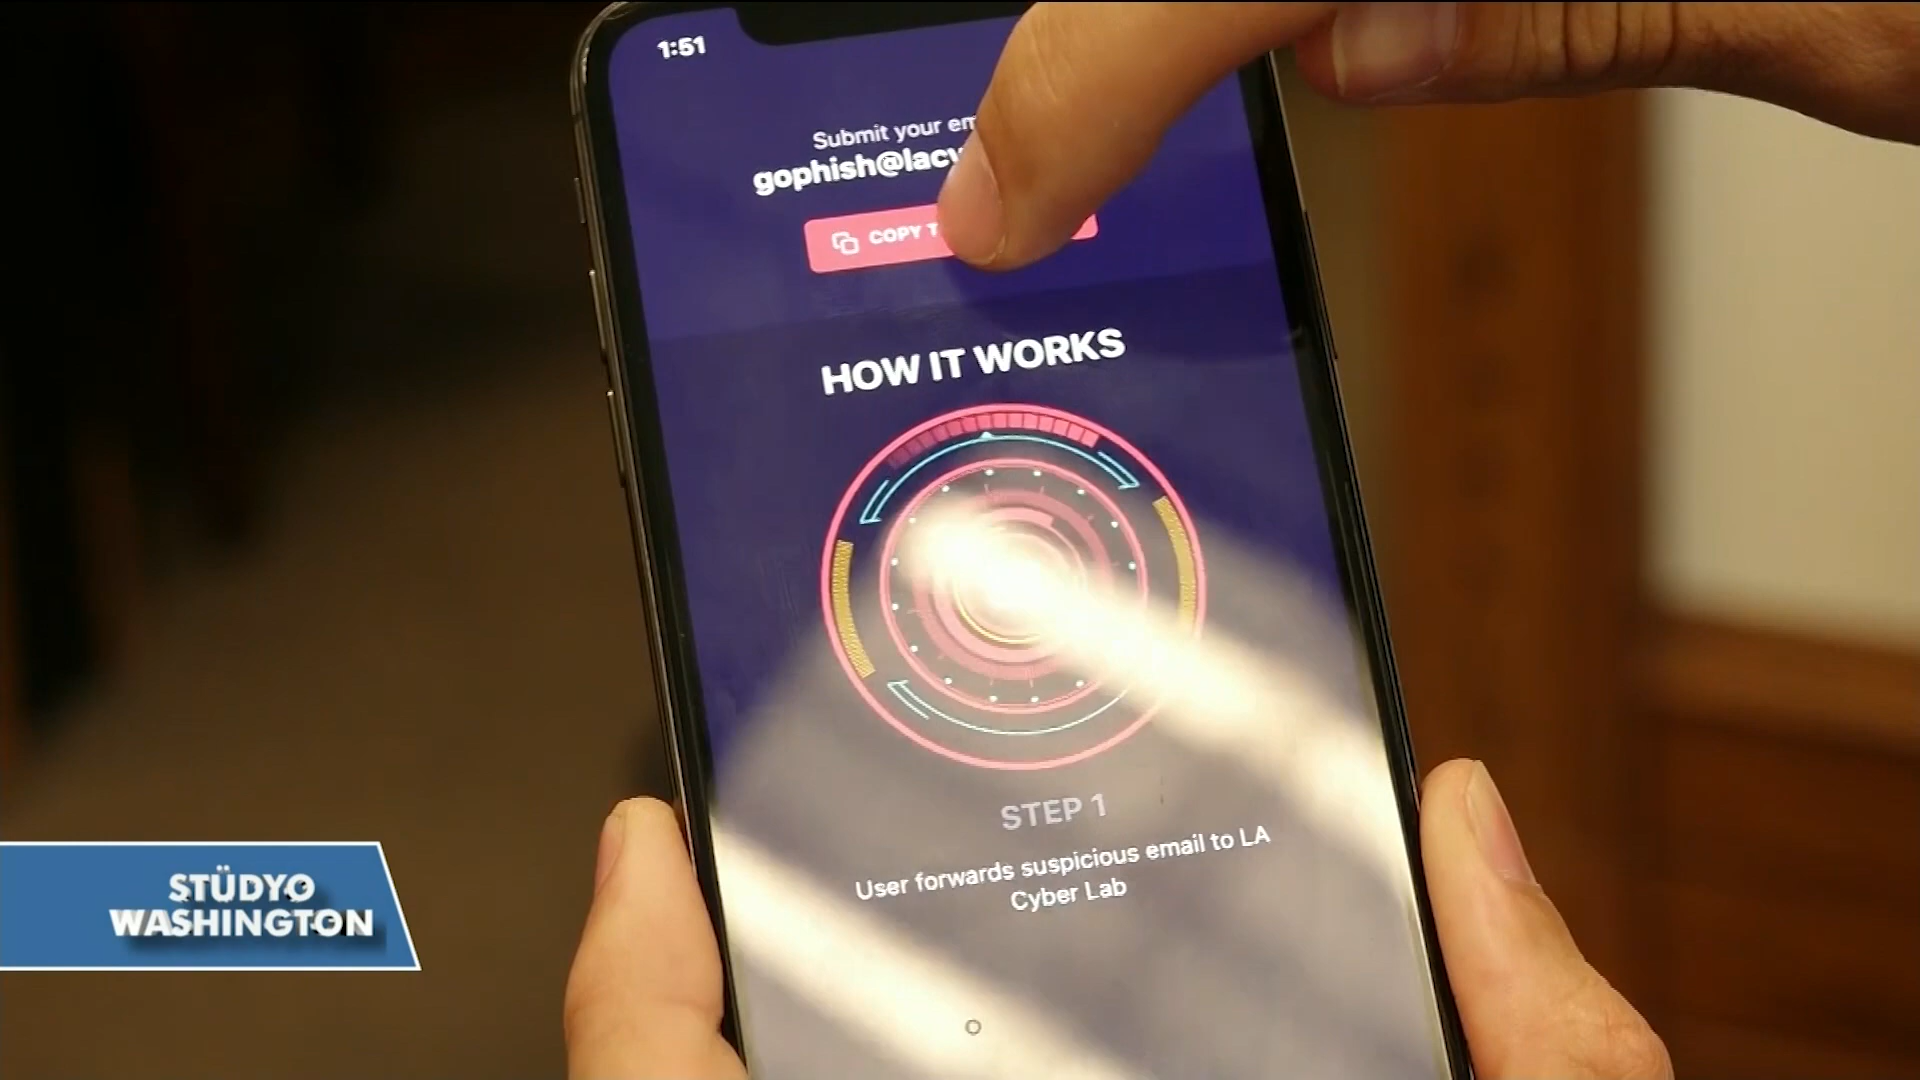 1:51
Submit your em
gophish@lacy
COPY T
HOW IT WORKS
STEP 1
User forwards suspicious email to LA
Cyber Lab
STÜDYO
WASHINGTON